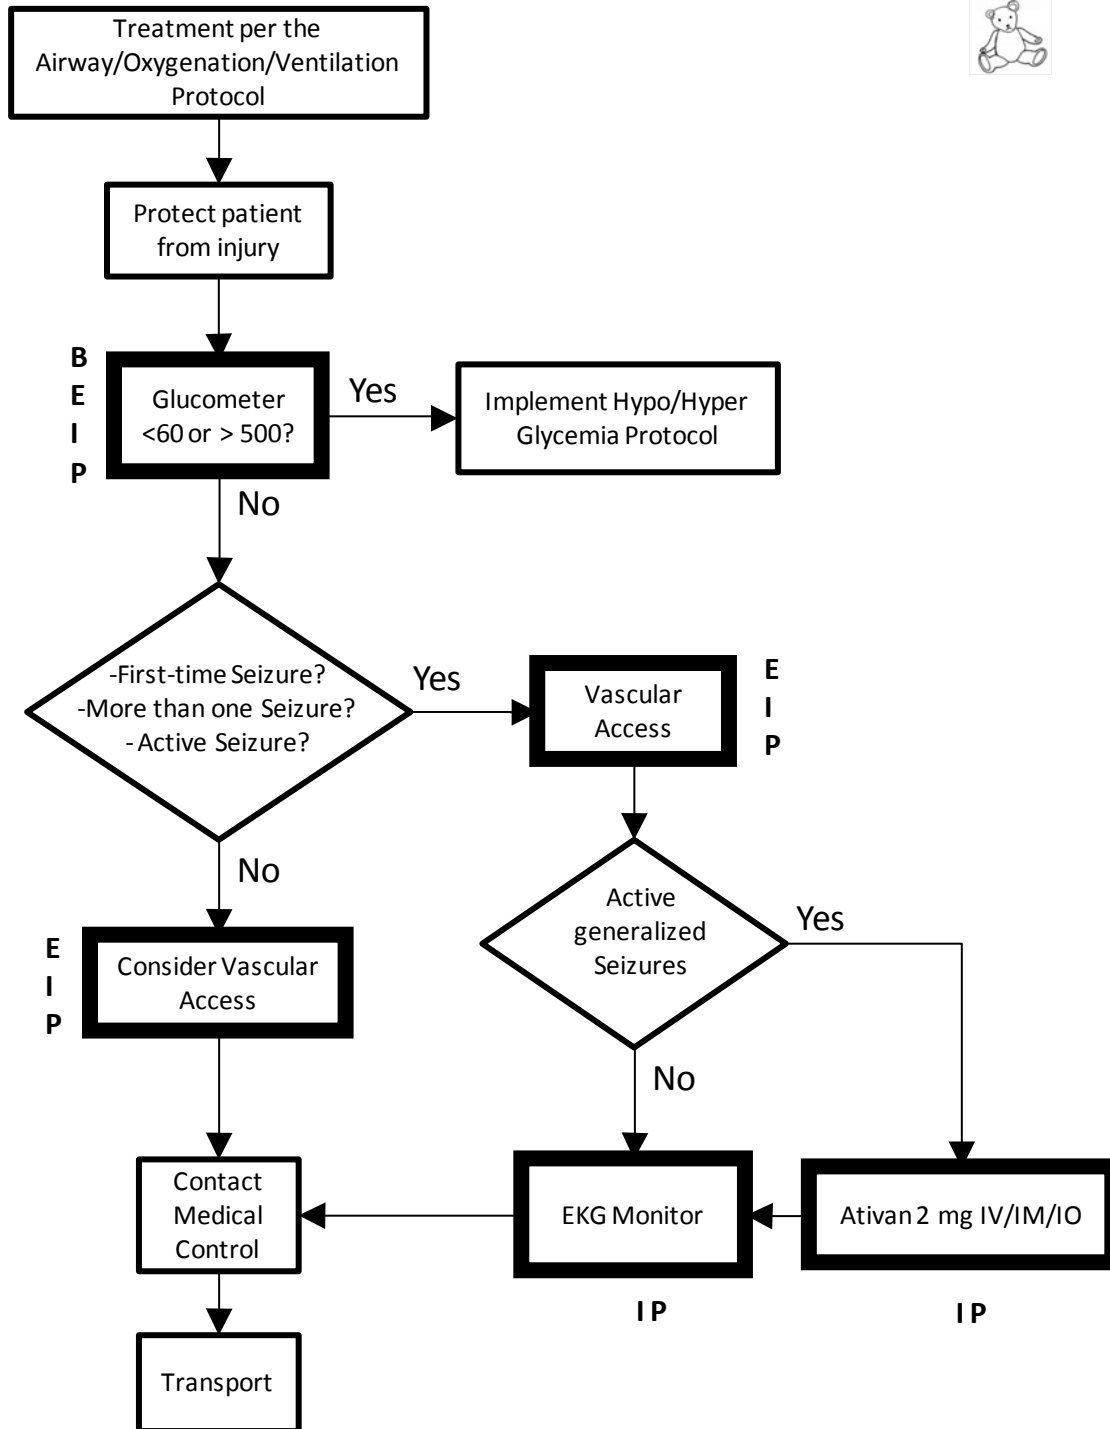 Treatment per the
Airway/Oxygenation/Ventilation
Protocol
Protect patient
from injury
B
E
I
P
Glucometer
<60 or > 500?
Yes
Implement Hypo/Hyper
Glycemia Protocol
No
-First-time Seizure?
-More than one Seizure?
- Active Seizure?
Yes
Vascular
Access
E
I
P
No
Active
generalized
Seizures
Yes
E
I
P
Consider Vascular
Access
No
Contact
Medical
Control
EKG Monitor
Ativan 2 mg IV/IM/IO
I P
I P
Transport